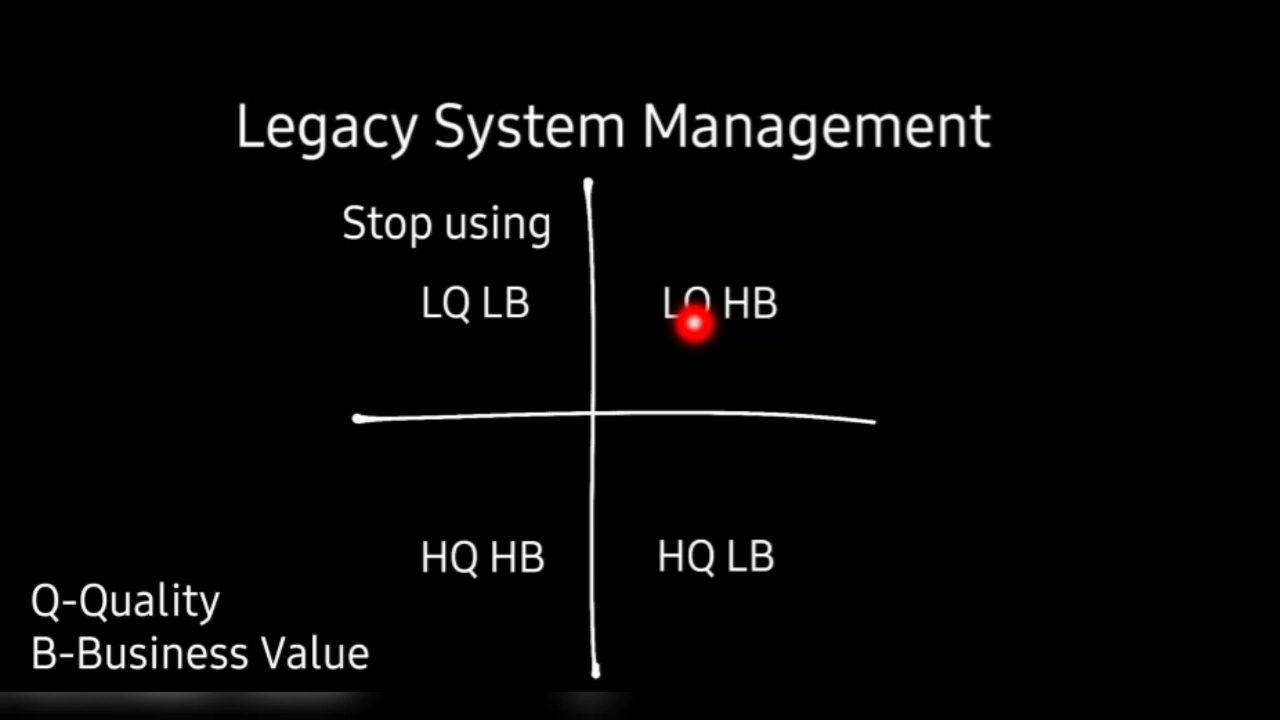 Legacy System Management
Stop using
LQ LB
LQ HB
HQ HB
HQ LB
Q-Quality
B-Business Value